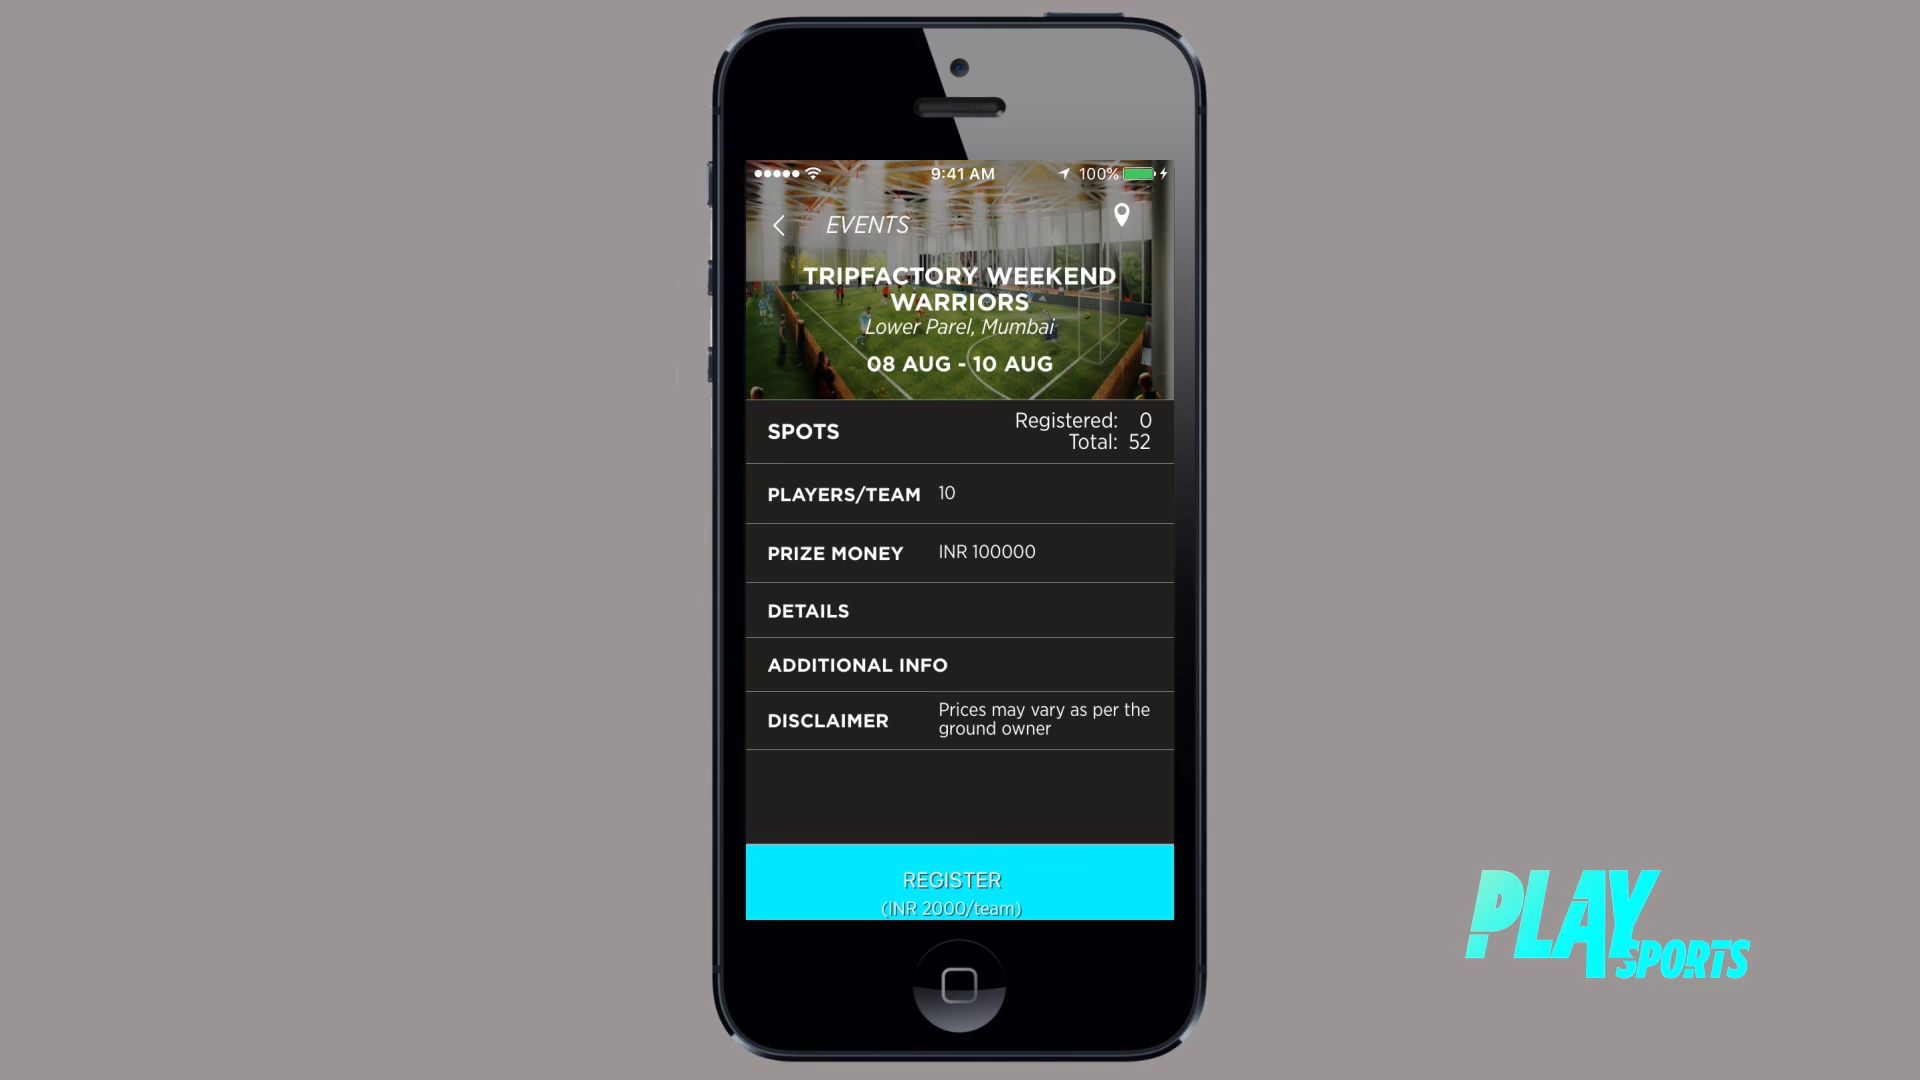 9:41 AM
100%
EVENTS
TRIPFACTORY WEEKEND
WARRIORS
Lower Parel, Mumbai
08 AUG - 10 AUG
SPOTS
Registered: 0
Total: 52
PLAYERS/TEAM 10
PRIZE MONEY INR 100000
DETAILS
ADDITIONAL INFO
DISCLAIMER
Prices may vary as per the
ground owner
REGISTER
(INR 2000/team)
PLAY
SPORTS